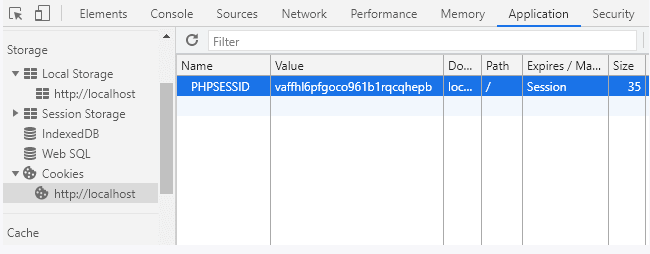 Elements Console Sources Network Performance Memory Application Security
Storage
Filter
Local Storage
http://localhost
Session Storage
IndexedDB
Web SQL
Cookies
http://localhost
Cache
Name Value Do... Path Expires / Ma... Size
PHPSESSID vaffhl6pfgoco961b1rqcqhepb loc... / Session 35